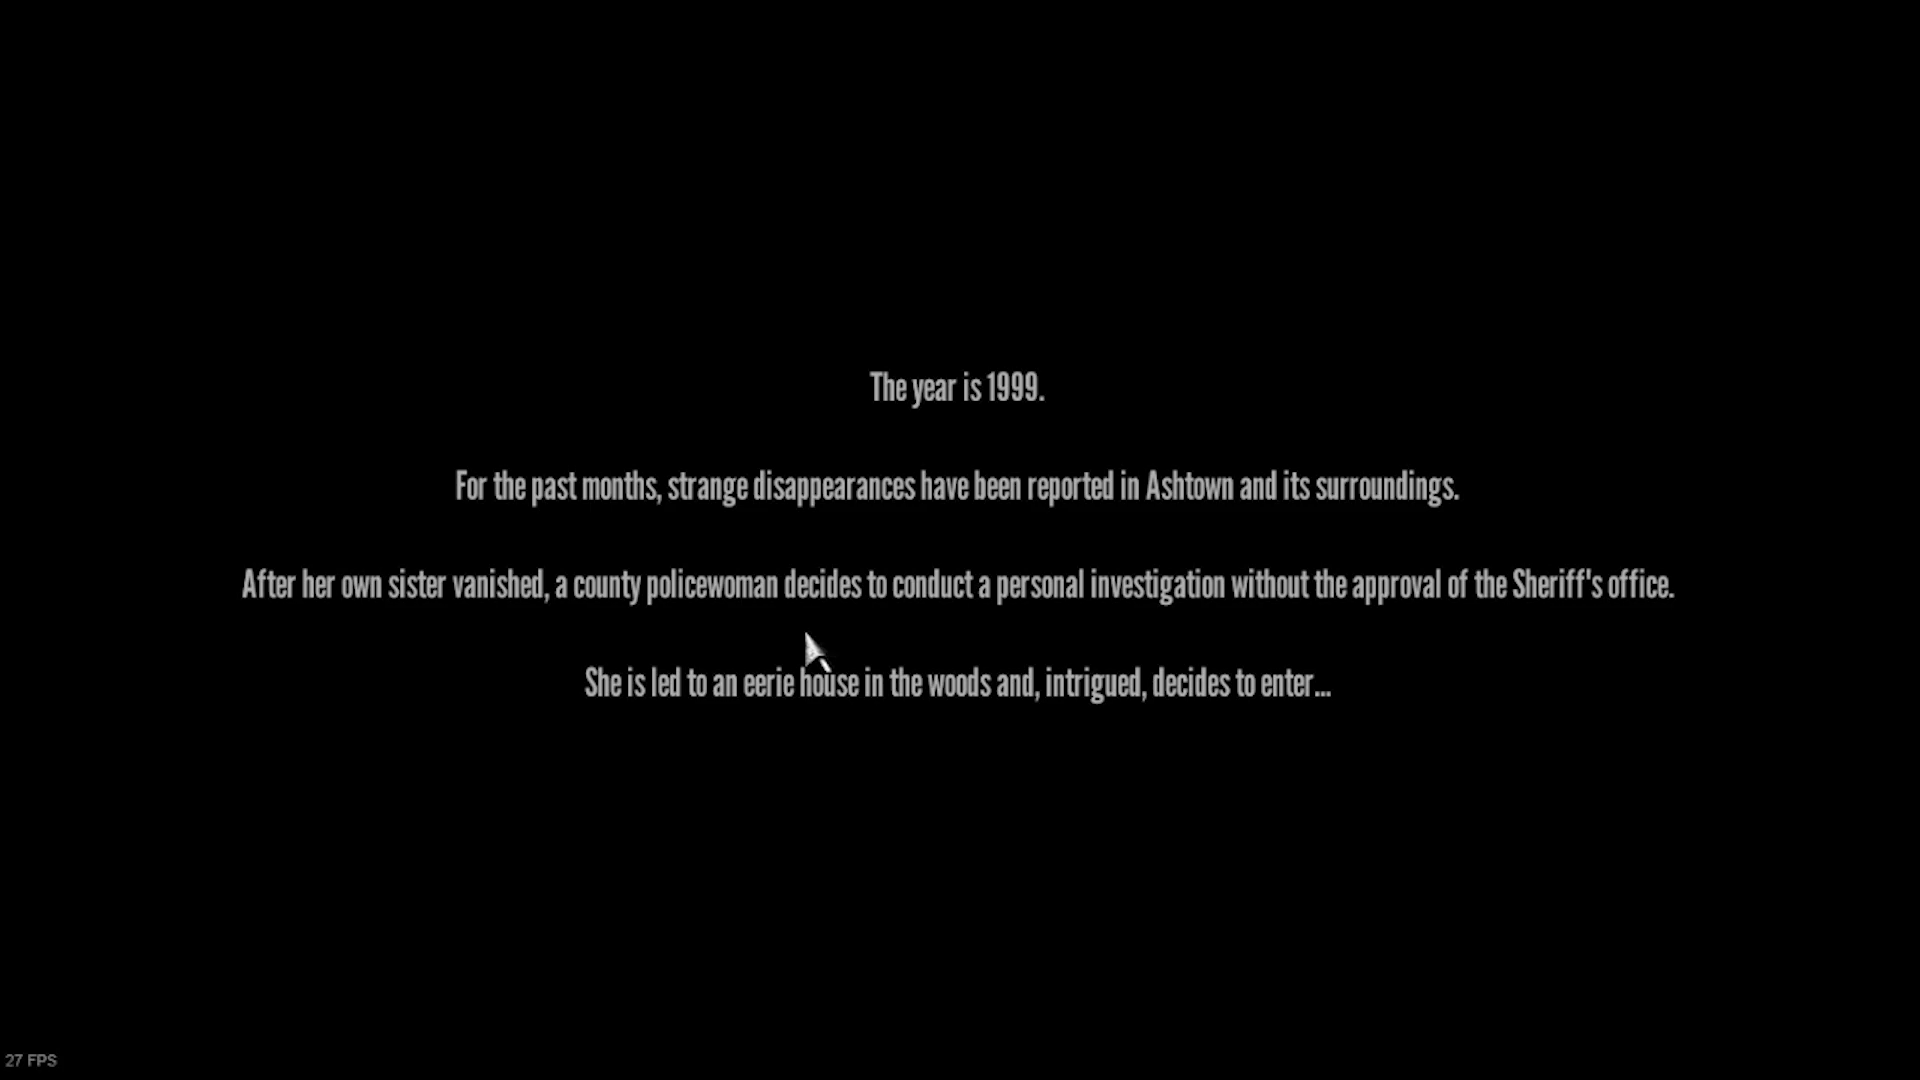 The year is 1999.
For the past months, strange disappearances have been reported in Ashtown and its surroundings.
After her own sister vanished, a county policewoman decides to conduct a personal investigation without the approval of the Sheriff's office.
She is led to an eerie house in the woods and, intrigued, decides to enter...
27 FPS